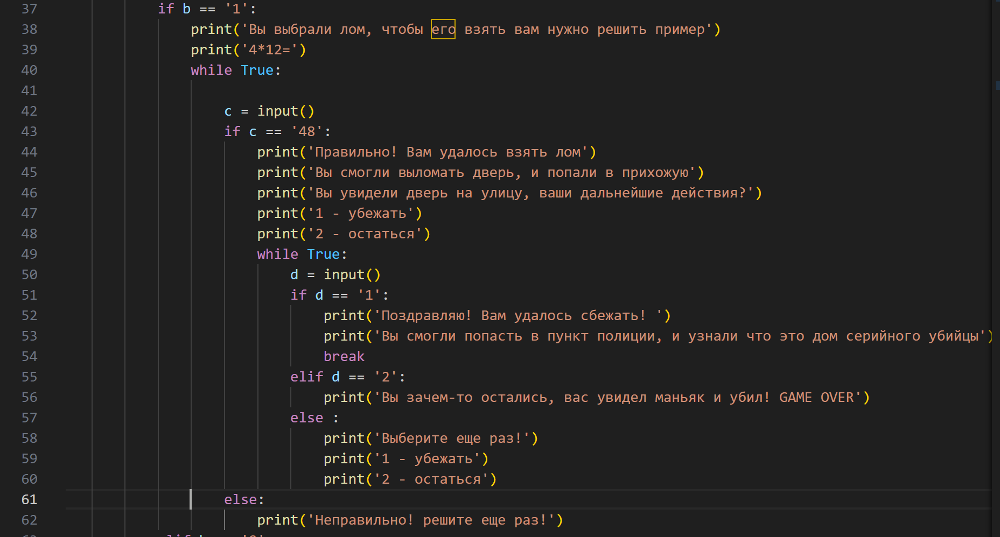 37 if b == '1':
38 print('Вы выбрали лом, чтобы его взять вам нужно решить пример')
39 print('4*12=')
40 while True:
41
42 c = input()
43 if c == '48':
44 print('Правильно! Вам удалось взять лом')
45 print('Вы смогли выломать дверь, и попали в прихожую')
46 print('Вы увидели дверь на улицу, ваши дальнейшие действия?')
47 print('1 - убежать')
48 print('2 - остаться')
49 while True:
50 d = input()
51 if d == '1':
52 print('Поздравляю! Вам удалось сбежать! ')
53 print('Вы смогли попасть в пункт полиции, и узнали что это дом серийного убийцы')
54 break
55 elif d == '2':
56 print('Вы зачем-то остались, вас увидел маньяк и убил! GAME OVER')
57 else :
58 print('Выберите еще раз!')
59 print('1 - убежать')
60 print('2 - остаться')
61 else:
62 print('Неправильно! решите еще раз!')